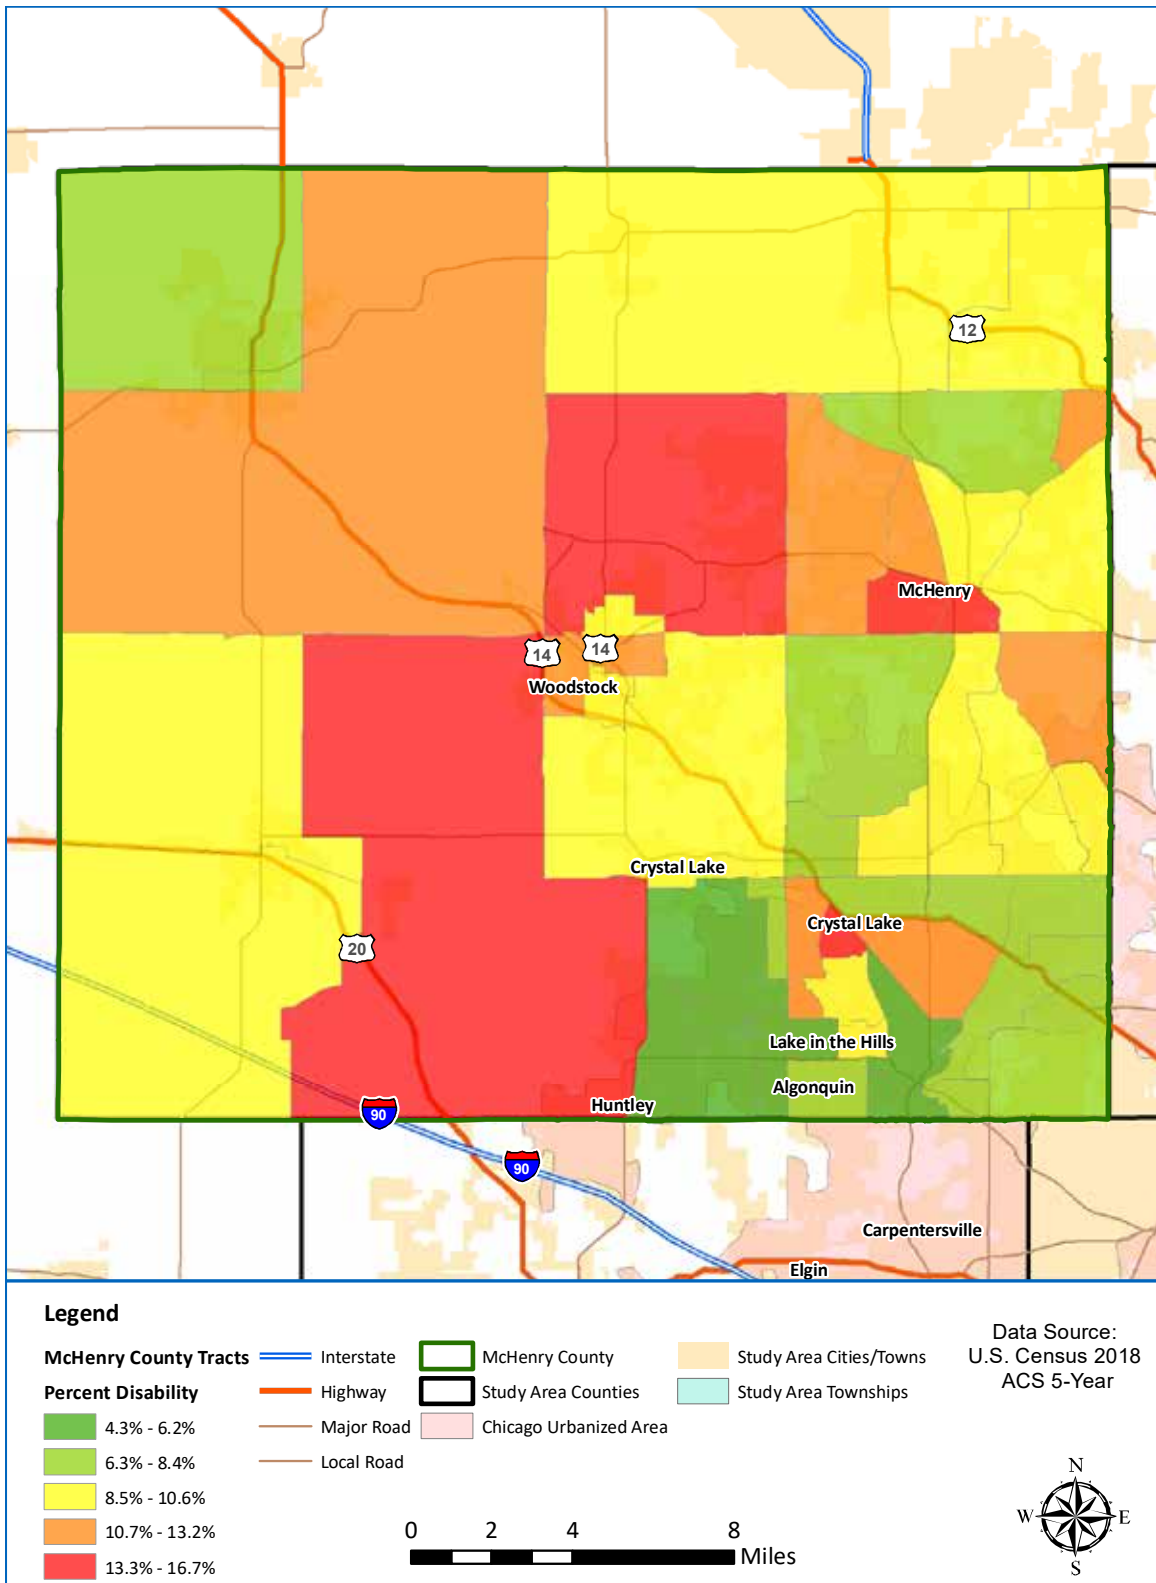 12
McHenry
14
14
Woodstock
Crystal Lake
Crystal Lake
20
Lake in the Hills
Algonquin
Huntley
90
90
Carpentersville
Elgin
Legend
McHenry County Tracts
Percent Disability
4.3% - 6.2%
6.3% - 8.4%
8.5% - 10.6%
10.7% - 13.2%
13.3% - 16.7%
Interstate
Highway
Major Road
Local Road
McHenry County
Study Area Counties
Chicago Urbanized Area
Study Area Cities/Towns
Study Area Townships
Data Source:
U.S. Census 2018
ACS 5-Year
0 2 4 8
Miles
N
W E
S